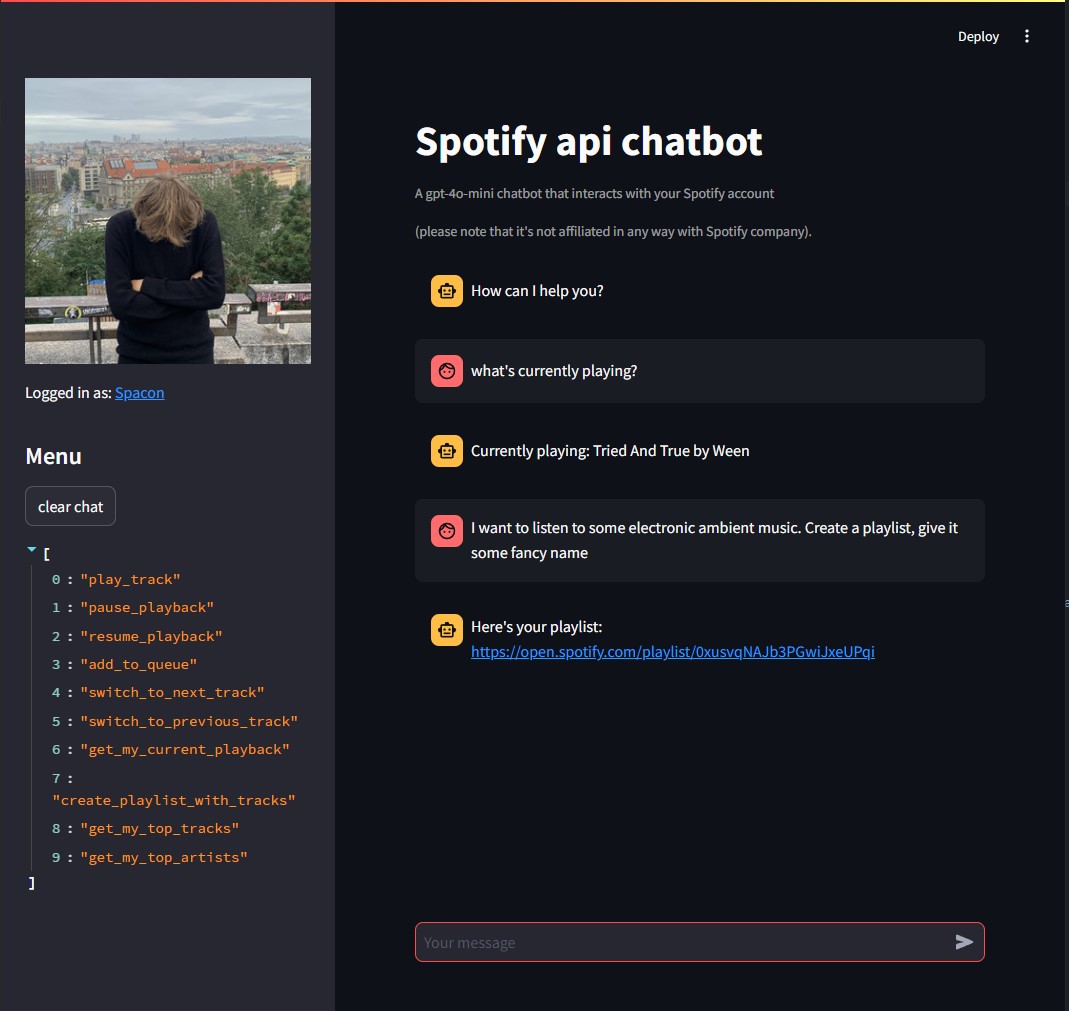 Deploy
Spotify api chatbot
A gpt-4o-mini chatbot that interacts with your Spotify account
(please note that it's not affiliated in any way with Spotify company).
How can I help you?
what's currently playing?
Currently playing: Tried And True by Ween
I want to listen to some electronic ambient music. Create a playlist, give it
some fancy name
Here's your playlist:
https://open.spotify.com/playlist/0xusvqNAJb3PGwiJxeUPqi
Your message
Logged in as: Spacon
Menu
clear chat
[
0 : "play_track"
1 : "pause_playback"
2 : "resume_playback"
3 : "add_to_queue"
4 : "switch_to_next_track"
5 : "switch_to_previous_track"
6 : "get_my_current_playback"
7 :
"create_playlist_with_tracks"
8 : "get_my_top_tracks"
9 : "get_my_top_artists"
]